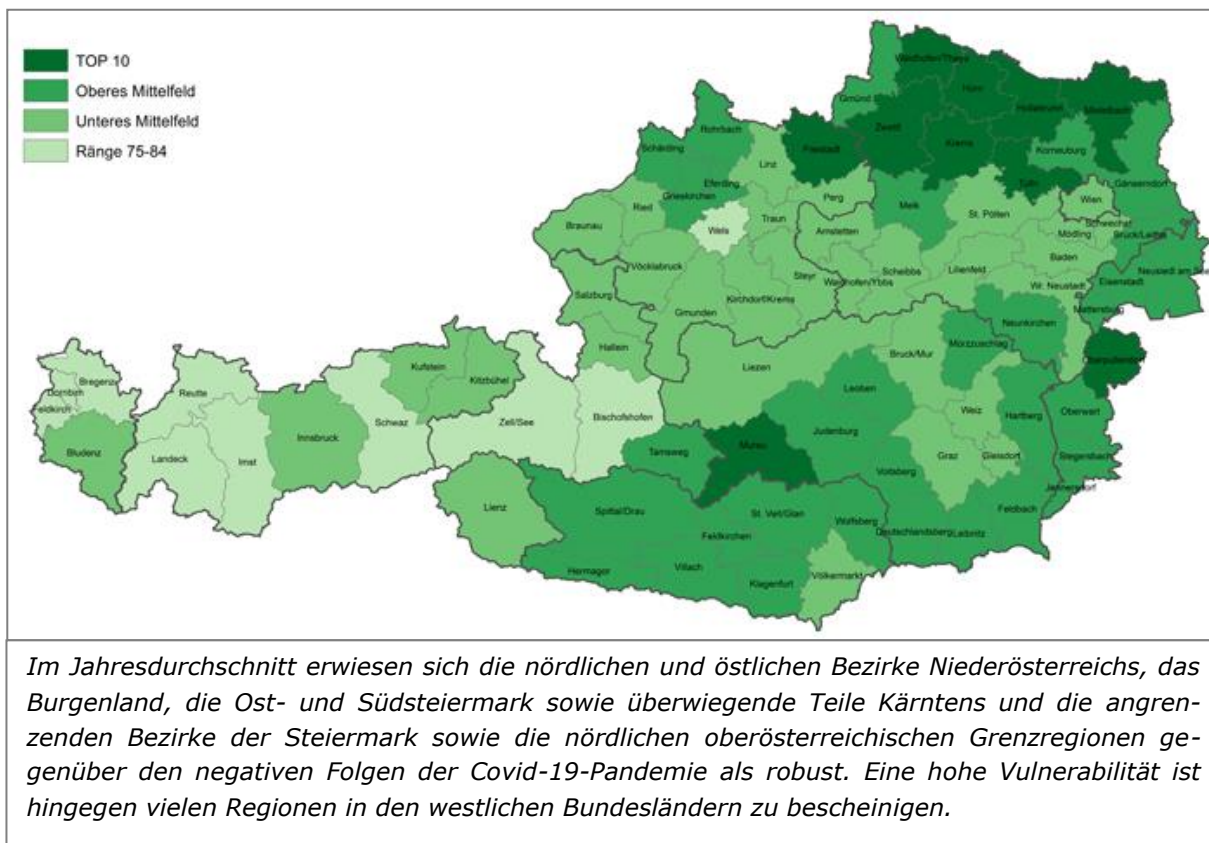 TOP 10
Oberes Mittelfeld
Unteres Mittelfeld
Ränge 75-84
Waidhofen/Thaya
Horn
Hollabrunn
Mistelbach
Gmünd
Zwettl
Krems
Korneuburg
Tulln
Gänserndorf
Rohrbach
Schärding
Freistadt
Linz
Eferding
Grieskirchen
Perg
Melk
St. Pölten
Wien
Schwechat
Bruck/Leitha
Mödling
Ried
Braunau
Wels
Traun
Amstetten
Baden
Neusiedl am See
Eisenstadt
Vöcklabruck
Steyr
Waidhofen/Ybbs
Scheibbs
Lilienfeld
Wr. Neustadt
Mattersburg
Salzburg
Gmunden
Kirchdorf/Krems
Neunkirchen
Hallein
Liezen
Bruck/Mur
Mürzzuschlag
Oberpullendorf
Kufstein
Kitzbühel
Bregenz
Dornbirn
Feldkirch
Reutte
Bludenz
Landeck
Imst
Innsbruck
Schwaz
Zell/See
Bischofshofen
Tamsweg
Murau
Leoben
Judenburg
Weiz
Hartberg
Oberwart
Graz
Gleisdorf
Voitsberg
Stegersbach
Jennersdorf
Feldbach
Lienz
Spittal/Drau
St. Veit/Glan
Wolfsberg
Deutschlandsberg
Leibnitz
Feldkirchen
Hermagor
Villach
Klagenfurt
Völkermarkt
Im Jahresdurchschnitt erwiesen sich die nördlichen und östlichen Bezirke Niederösterreichs, das
Burgenland, die Ost- und Südsteiermark sowie überwiegende Teile Kärntens und die angren-
zenden Bezirke der Steiermark sowie die nördlichen oberösterreichischen Grenzregionen ge-
genüber den negativen Folgen der Covid-19-Pandemie als robust. Eine hohe Vulnerabilität ist
hingegen vielen Regionen in den westlichen Bundesländern zu bescheinigen.